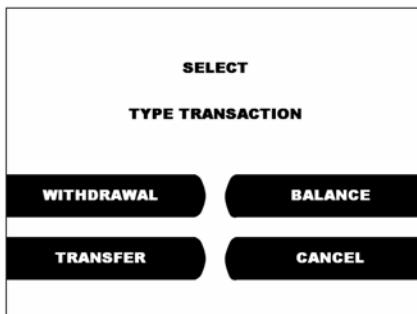 SELECT
TYPE TRANSACTION
WITHDRAWAL BALANCE
TRANSFER CANCEL